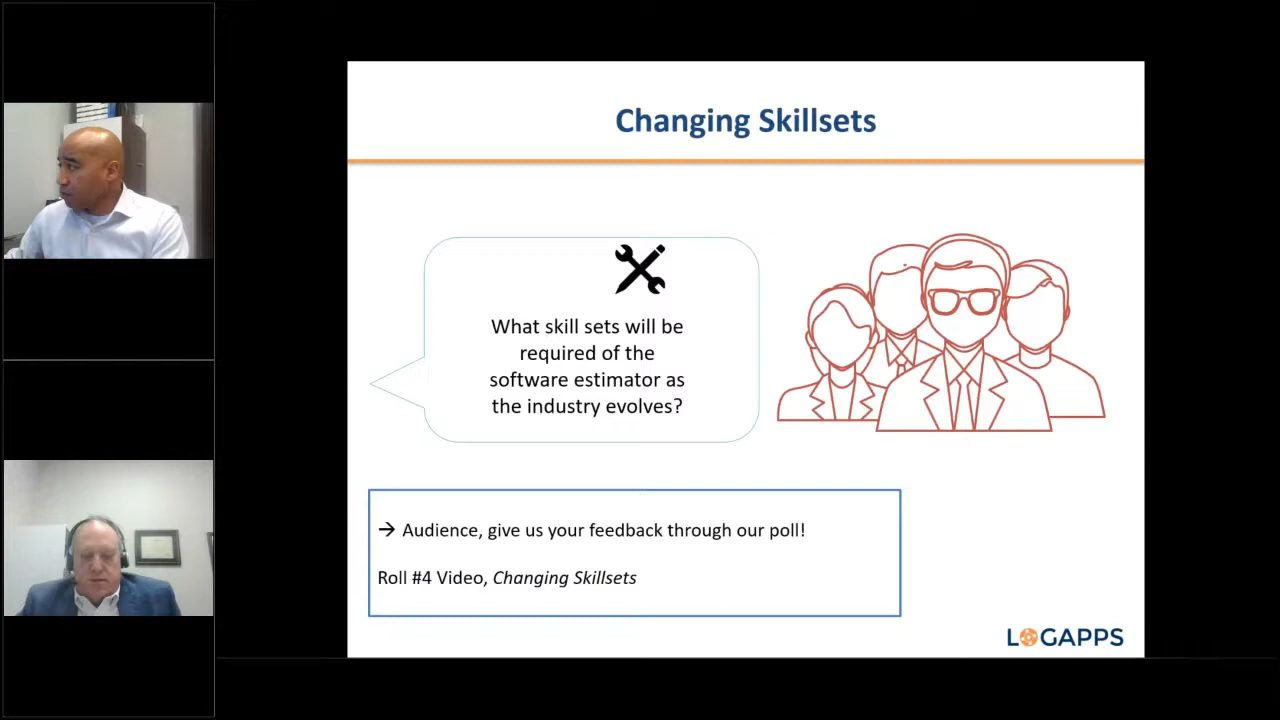 Changing Skillsets
What skill sets will be
required of the
software estimator as
the industry evolves?
→ Audience, give us your feedback through our poll!
Roll #4 Video, Changing Skillsets
LOGAPPS